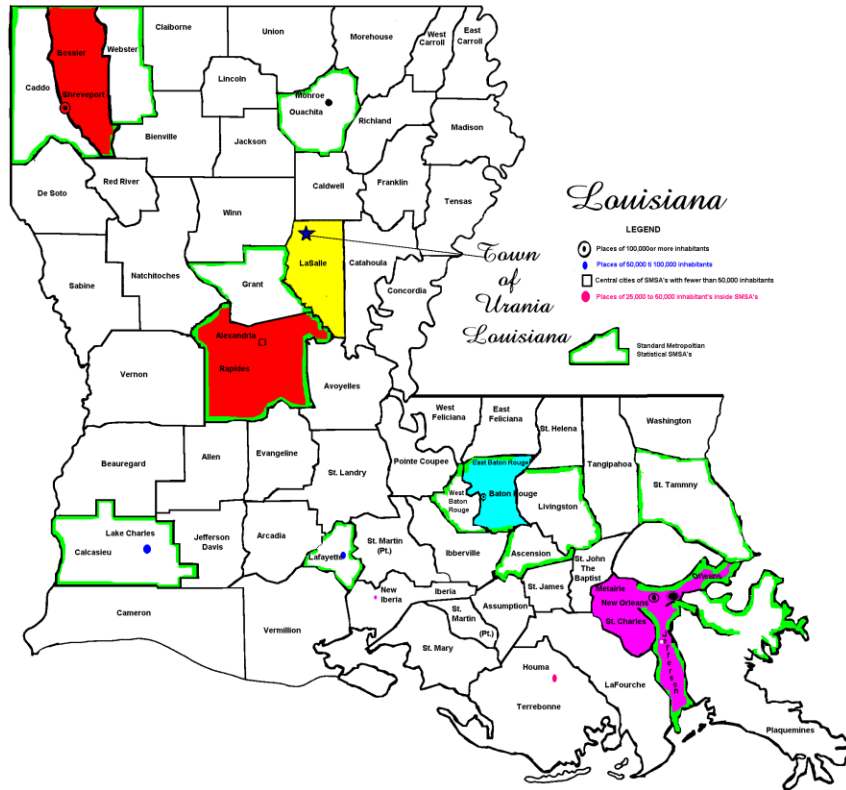 Claiborne
Union
Morehouse
West
Carroll
East
Carroll
Bossier
Webster
Caddo
Shreveport
Lincoln
Monroe
Ouachita
Richland
Madison
Bienville
Jackson
De Soto
Red River
Caldwell
Franklin
Tensas
Winn
Natchitoches
Sabine
Grant
LaSalle
Catahoula
Concordia
Town
of
Urania
Louisiana
Louisiana
LEGEND
Places of 100,000or more inhabitants
Places of 50,000 ti 100,000 inhabitants
Central cities of SMSA's with fewer than 50,000 inhabitants
Places of 25,000 to 50,000 inhabitant's inside SMSA's
Standard Metropoltian
Statistical SMSA's
Alexandria
Rapides
Vernon
Avoyelles
West
Feliciana
East
Feliciana
St. Helena
Washington
Beauregard
Allen
Evangeline
St. Landry
Pointe Coupee
East Baton Rouge
Tangipahoa
St. Tammny
West
Baton
Rouge
Baton Rouge
Livingston
Lake Charles
Calcasieu
Jefferson
Davis
Arcadia
Lafayette
St. Martin
(Pt.)
Ibberville
Ascension
St. John
The
Baptist
Orleans
Metairie
New Orleans
St. Charles
Jefferson
Cameron
Vermillion
New
Iberia
Iberia
St.
Martin
(Pt.)
Assumption
St. James
St. Mary
Houma
Terrebonne
LaFourche
Plaquemines